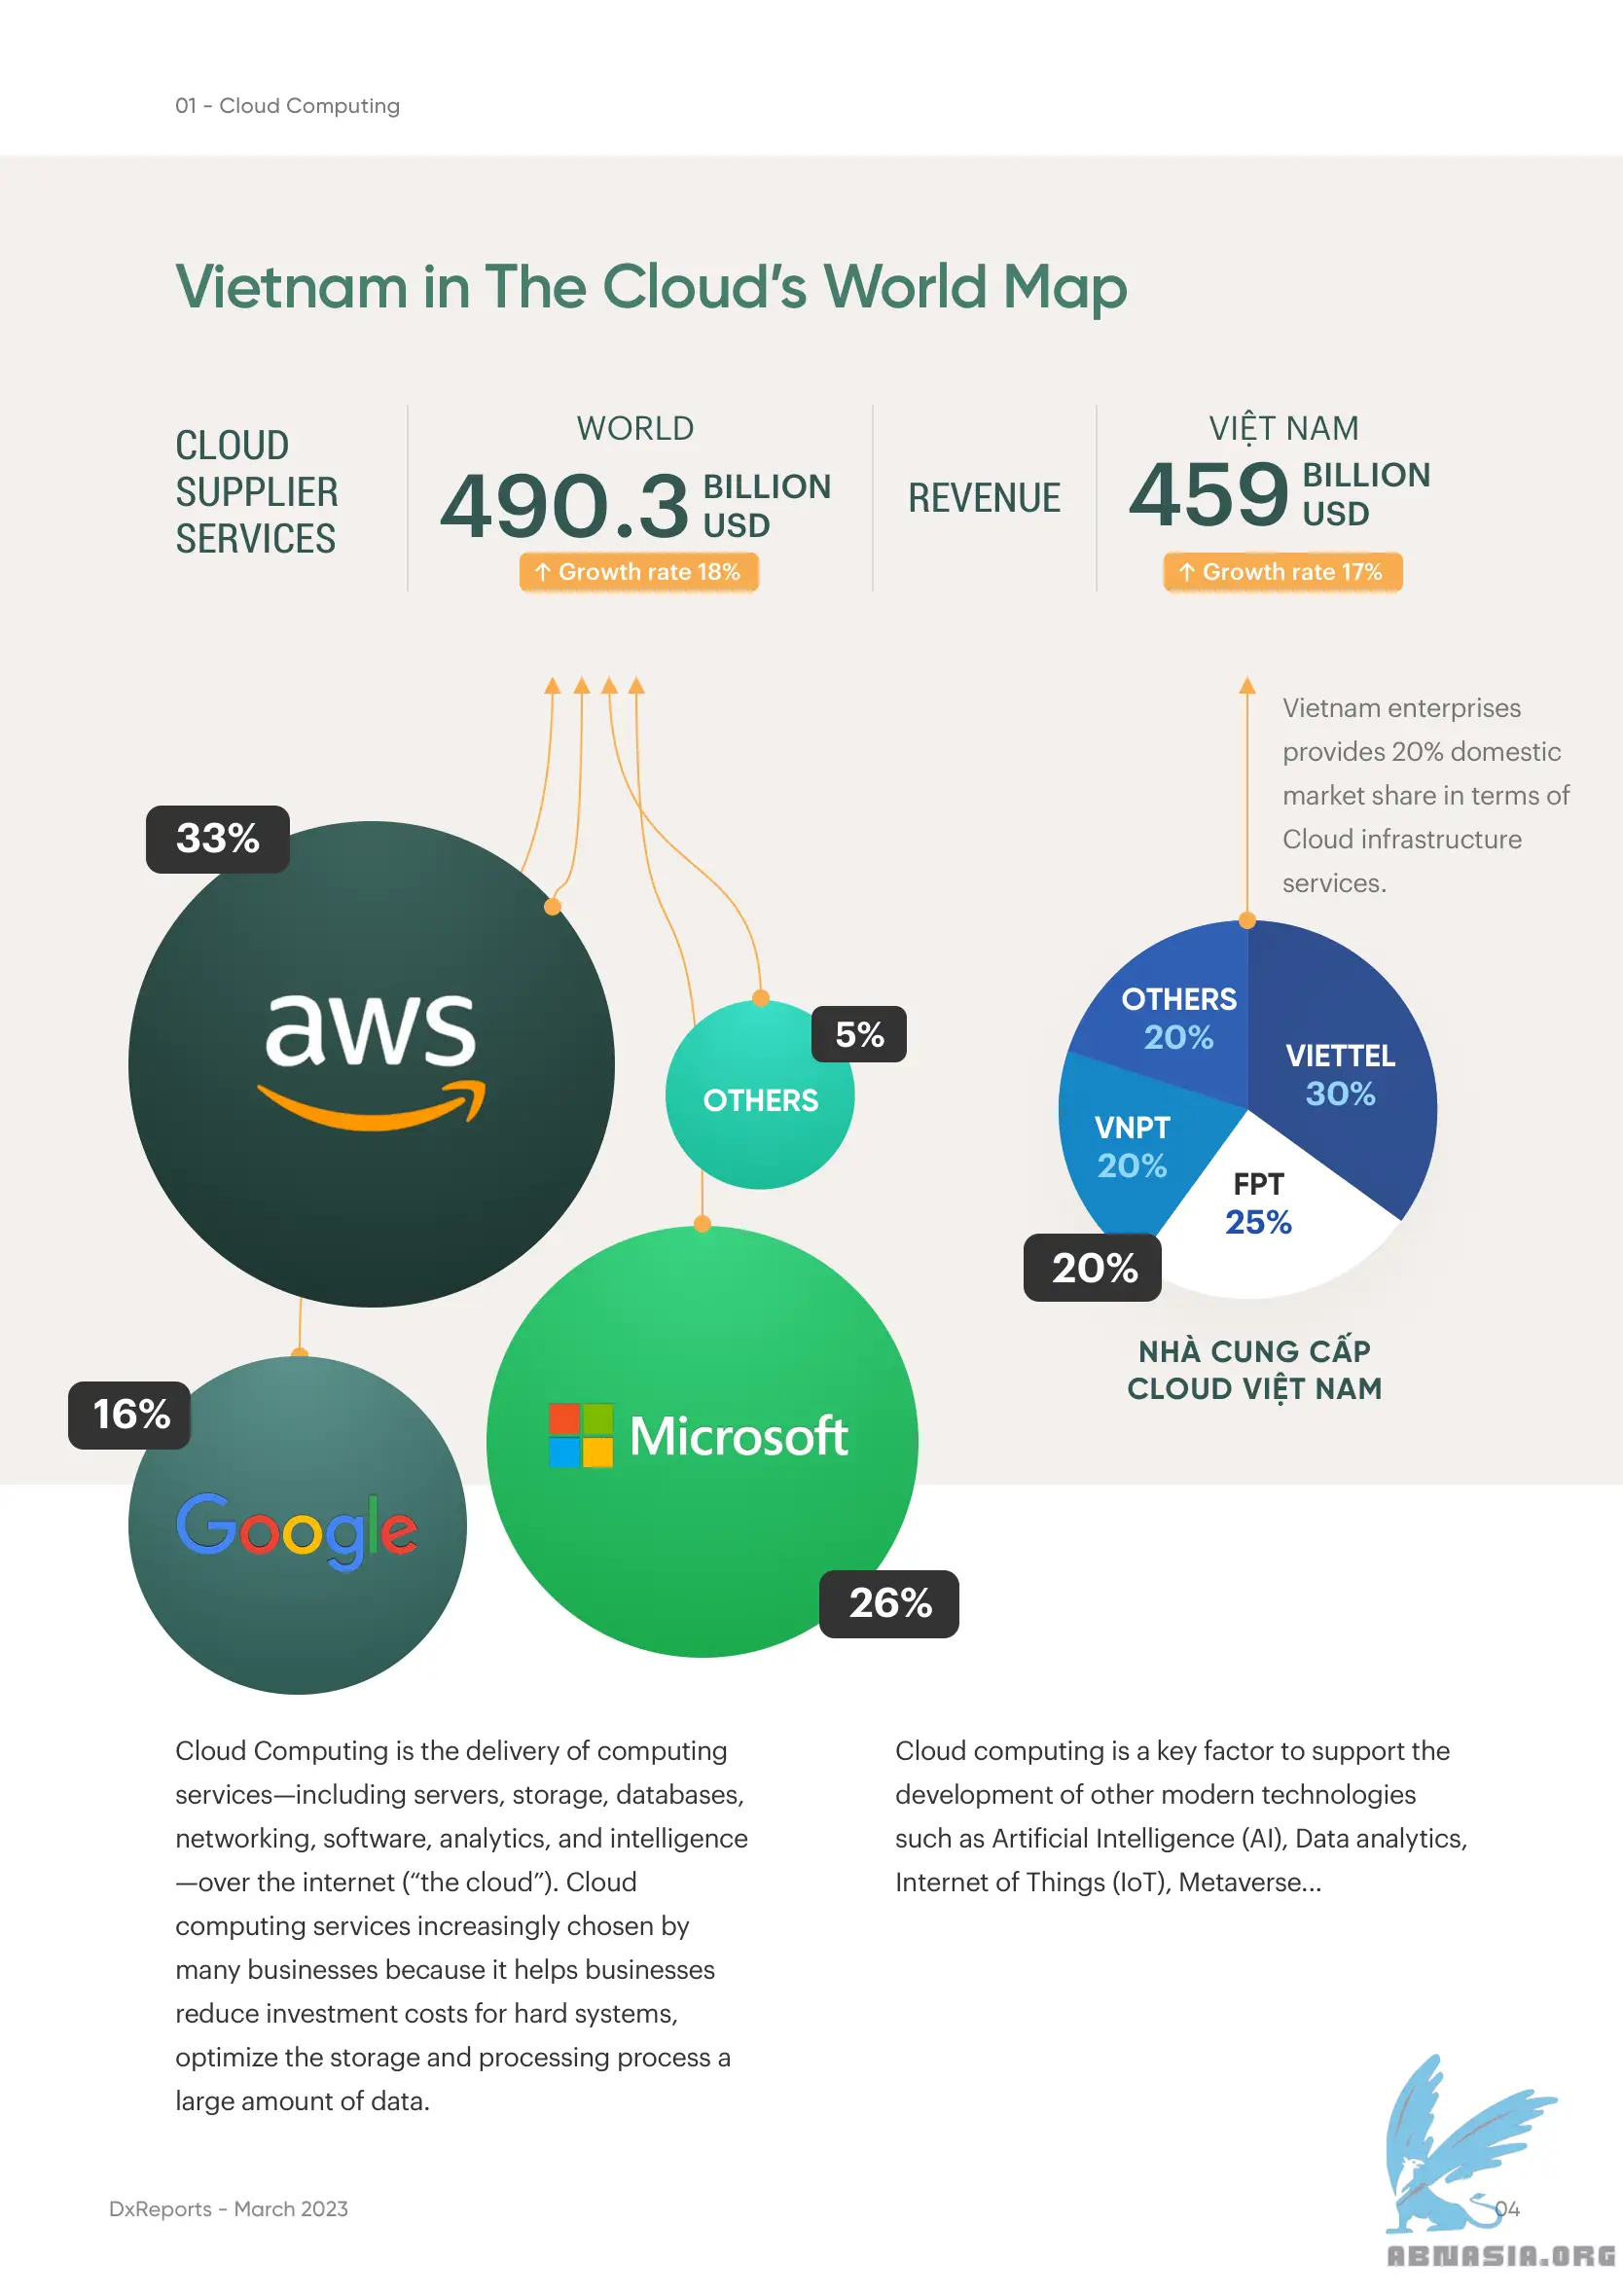 01 - Cloud Computing
Vietnam in The Cloud’s World Map
CLOUD
SUPPLIER
SERVICES
WORLD
490.3 BILLION
USD
↑ Growth rate 18%
REVENUE
VIỆT NAM
459 BILLION
USD
↑ Growth rate 17%
Vietnam enterprises
provides 20% domestic
market share in terms of
Cloud infrastructure
services.
33%
aws
5%
OTHERS
16%
Google
Microsoft
26%
OTHERS
20%
VIETTEL
30%
VNPT
20%
FPT
25%
20%
NHÀ CUNG CẤP
CLOUD VIỆT NAM
Cloud Computing is the delivery of computing
services—including servers, storage, databases,
networking, software, analytics, and intelligence
—over the internet (“the cloud”). Cloud
computing services increasingly chosen by
many businesses because it helps businesses
reduce investment costs for hard systems,
optimize the storage and processing process a
large amount of data.
Cloud computing is a key factor to support the
development of other modern technologies
such as Artificial Intelligence (AI), Data analytics,
Internet of Things (IoT), Metaverse...
DxReports - March 2023
04
ABNASIA.ORG